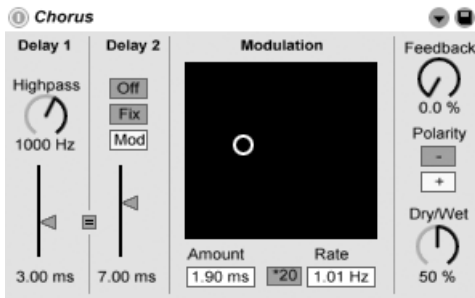 Chorus
Delay 1
Highpass
1000 Hz
3.00 ms
=
Delay 2
Off
Fix
Mod
7.00 ms
Modulation
Amount
1.90 ms
*20
Rate
1.01 Hz
Feedback
0.0 %
Polarity
-
+
Dry/Wet
50 %